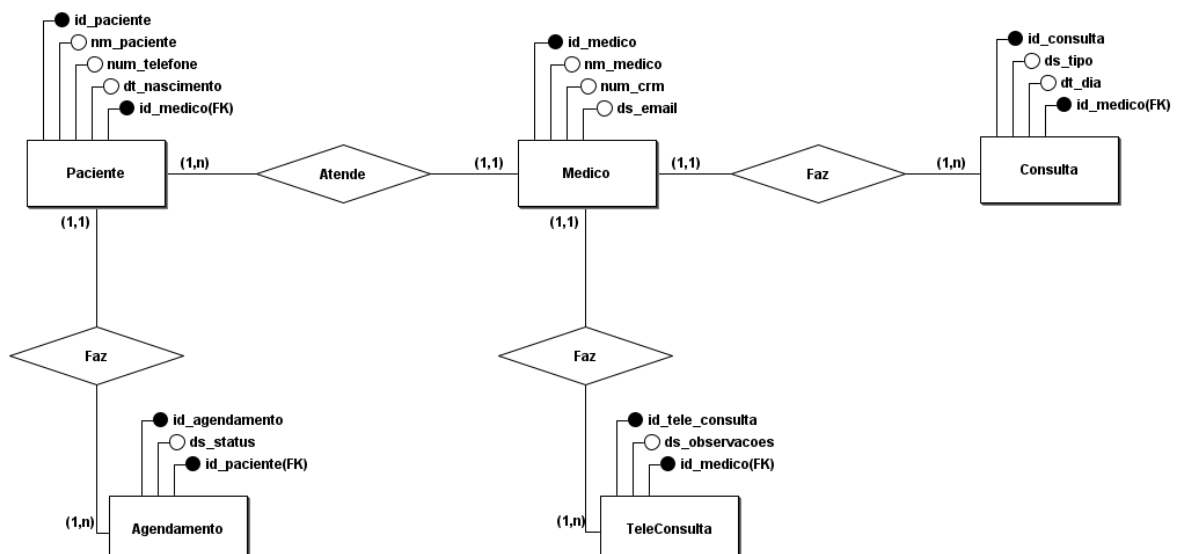 id_paciente
nm_paciente
num_telefone
dt_nascimento
id_medico(FK)
id_medico
nm_medico
num_crm
ds_email
id_consulta
ds_tipo
dt_dia
id_medico(FK)
Paciente
(1,n)
Atende
(1,1)
Medico
(1,1)
Faz
(1,n)
Consulta
(1,1)
(1,1)
Faz
Faz
id_agendamento
ds_status
id_paciente(FK)
id_tele_consulta
ds_observacoes
id_medico(FK)
(1,n)
Agendamento
(1,n)
TeleConsulta